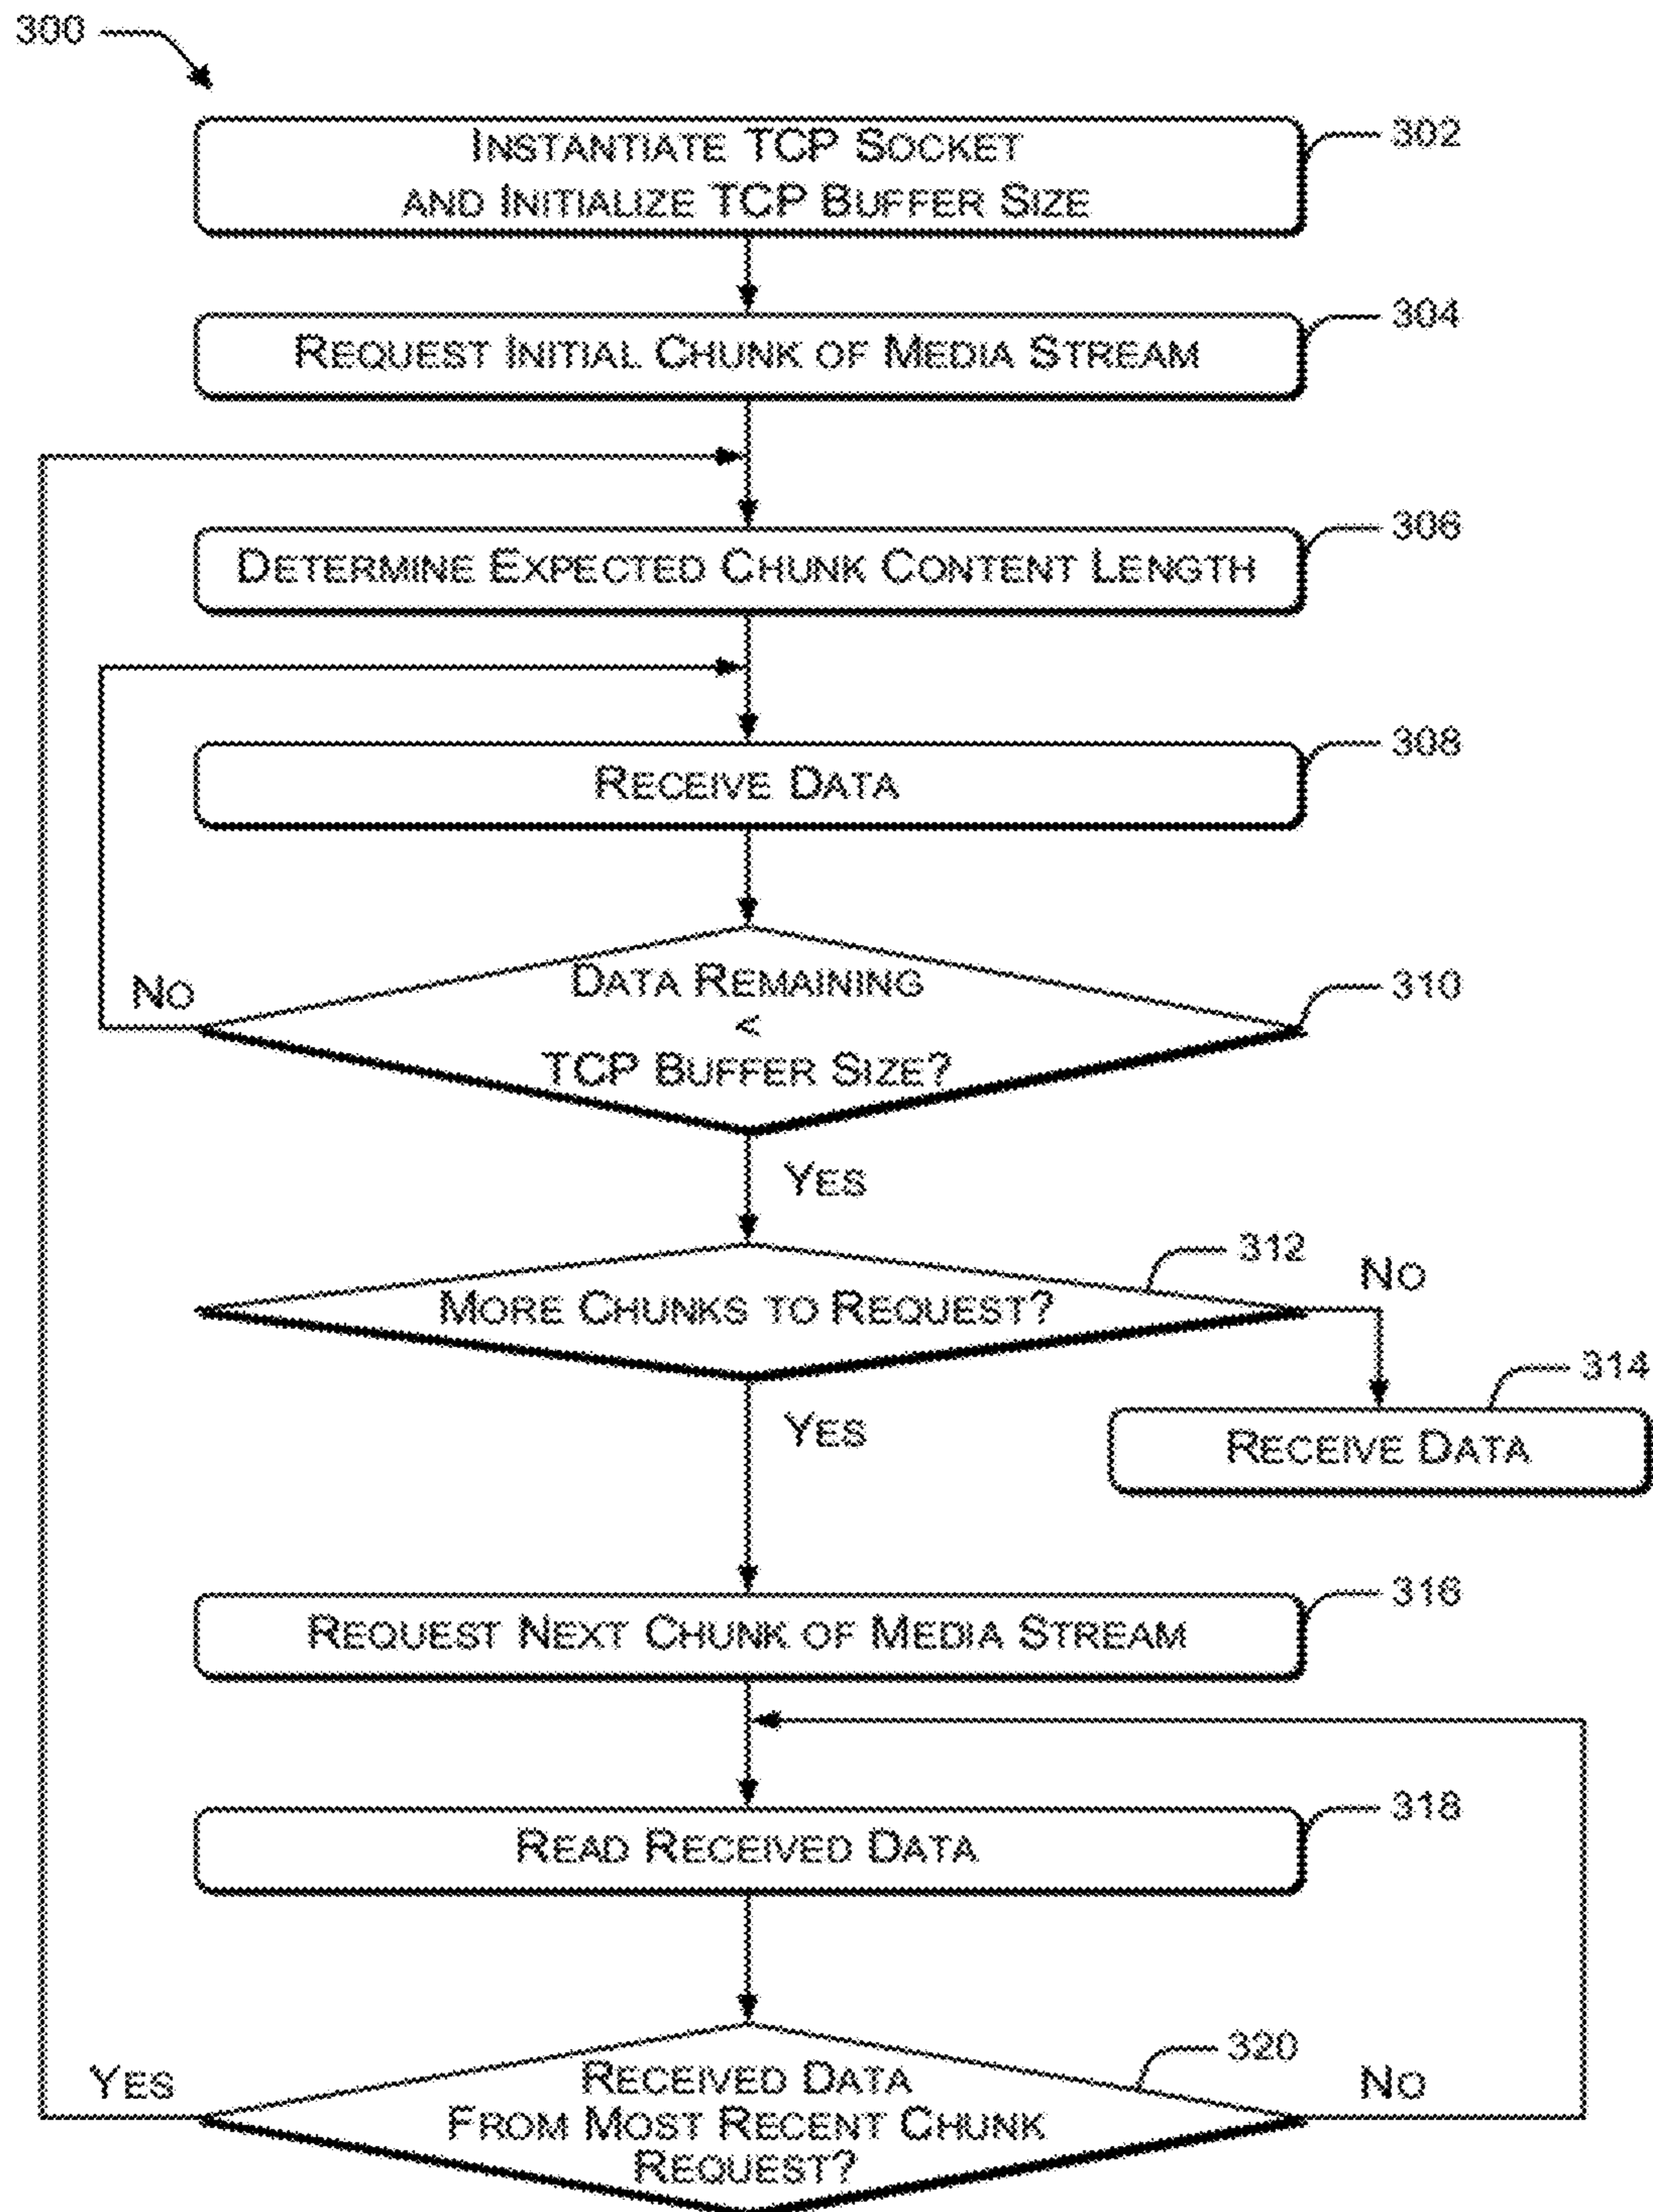 300
INSTANTIATE TCP SOCKET
AND INITIALIZE TCP BUFFER SIZE
302
REQUEST INITIAL CHUNK OF MEDIA STREAM
304
DETERMINE EXPECTED CHUNK CONTENT LENGTH
306
RECEIVE DATA
308
DATA REMAINING
<
TCP BUFFER SIZE?
310
NO
YES
MORE CHUNKS TO REQUEST?
312
NO
YES
314
RECEIVE DATA
REQUEST NEXT CHUNK OF MEDIA STREAM
316
READ RECEIVED DATA
318
RECEIVED DATA
FROM MOST RECENT CHUNK
REQUEST?
320
YES
NO